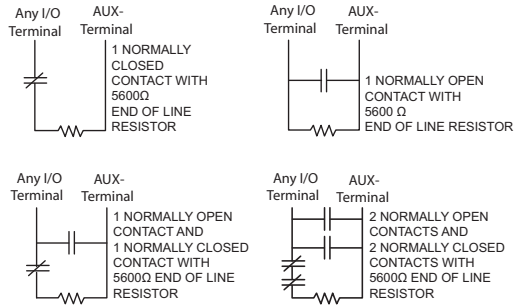 Any I/O
Terminal
AUX-
Terminal
1 NORMALLY
CLOSED
CONTACT WITH
5600Ω
END OF LINE
RESISTOR
Any I/O
Terminal
AUX-
Terminal
1 NORMALLY OPEN
CONTACT WITH
5600 Ω
END OF LINE RESISTOR
Any I/O
Terminal
AUX-
Terminal
1 NORMALLY OPEN
CONTACT AND
1 NORMALLY CLOSED
CONTACT WITH
5600Ω END OF LINE
RESISTOR
Any I/O
Terminal
AUX-
Terminal
2 NORMALLY OPEN
CONTACTS AND
2 NORMALLY CLOSED
CONTACTS WITH
5600Ω END OF LINE
RESISTOR